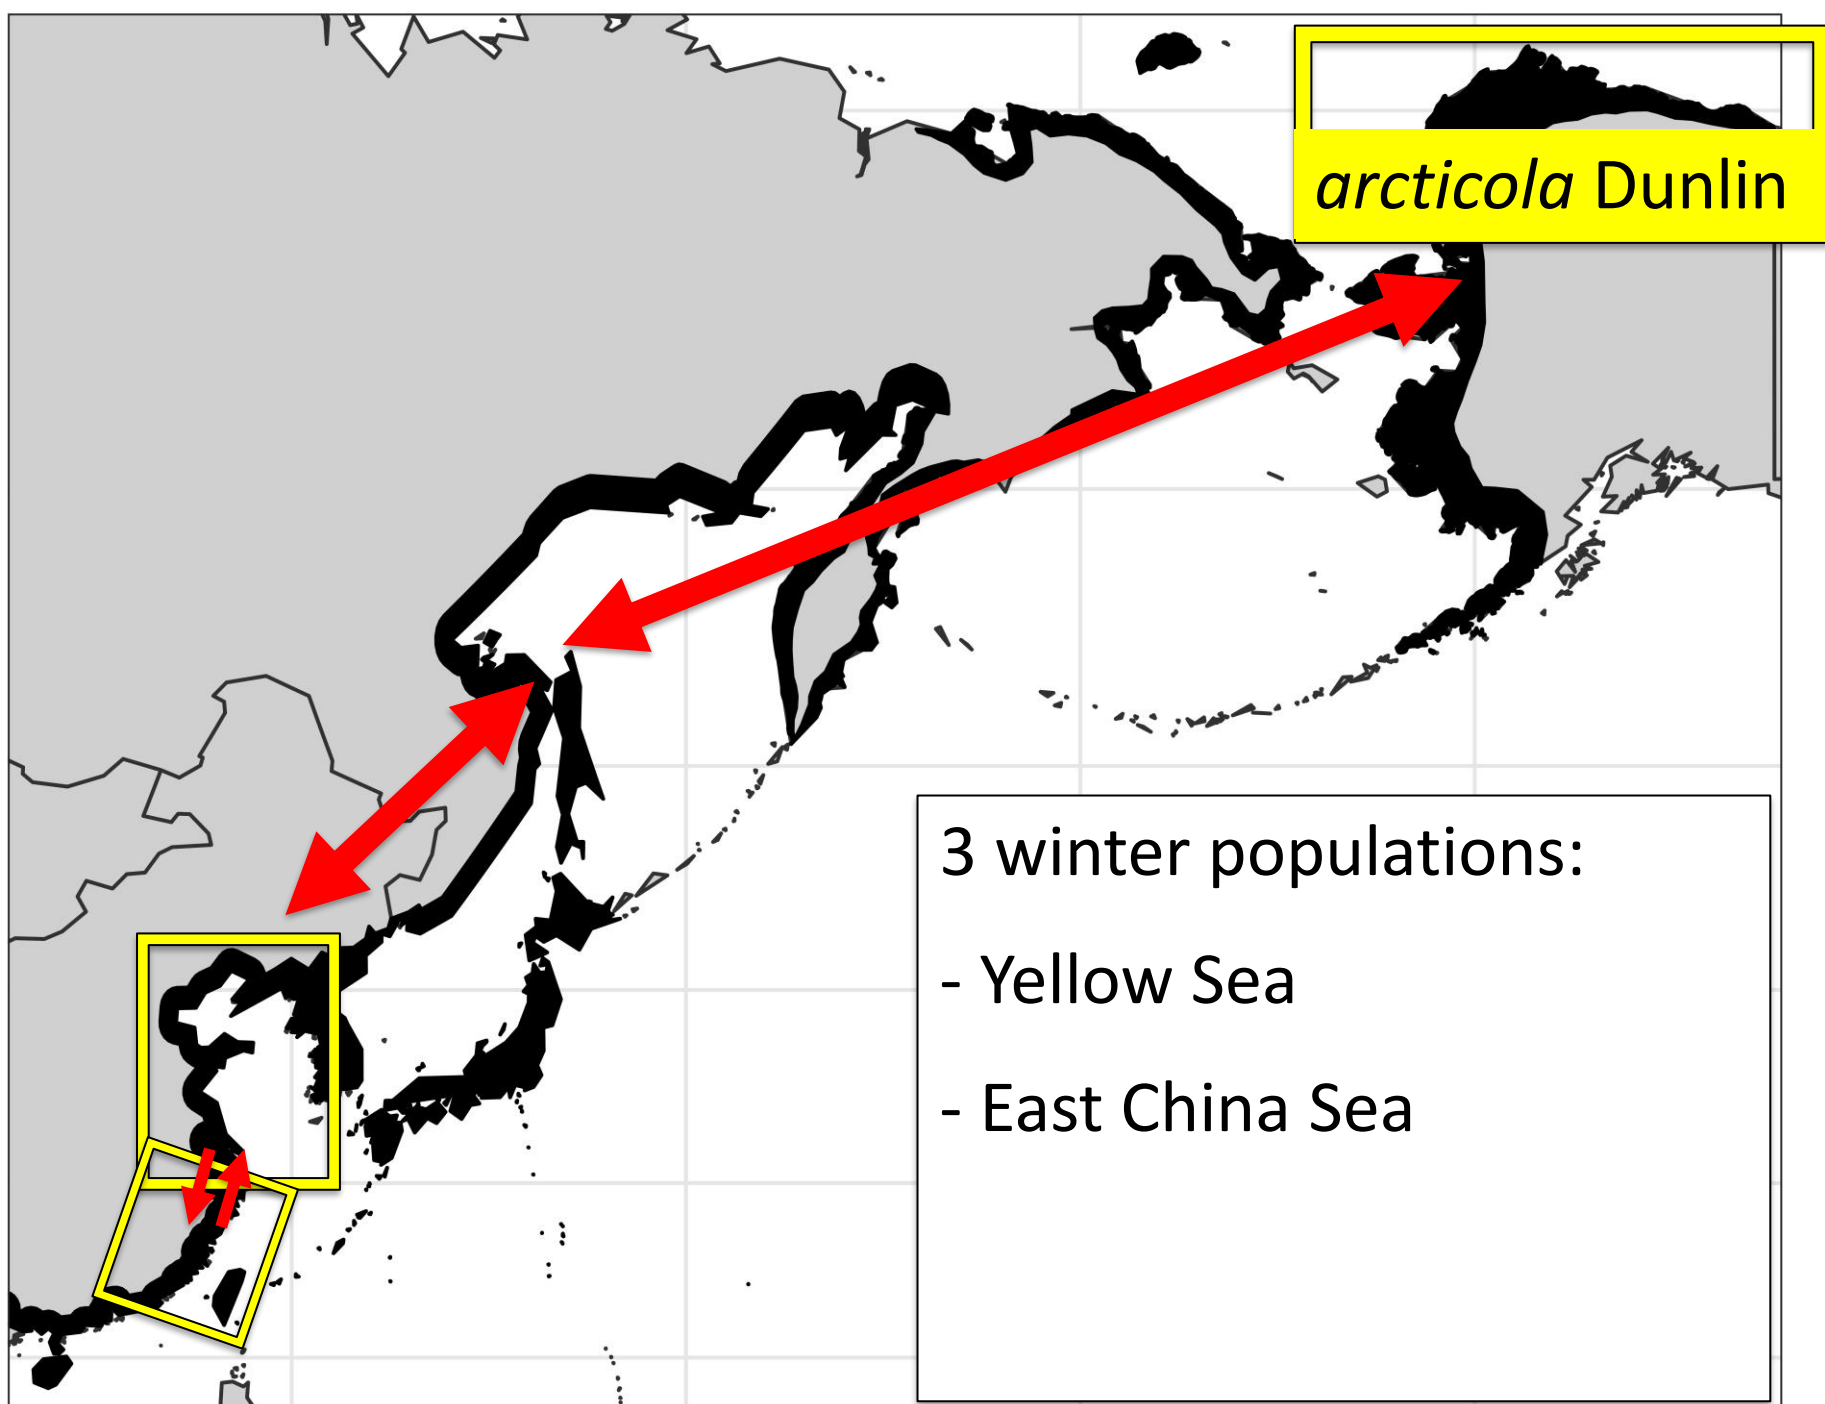 arcticola Dunlin
3 winter populations:
- Yellow Sea
- East China Sea